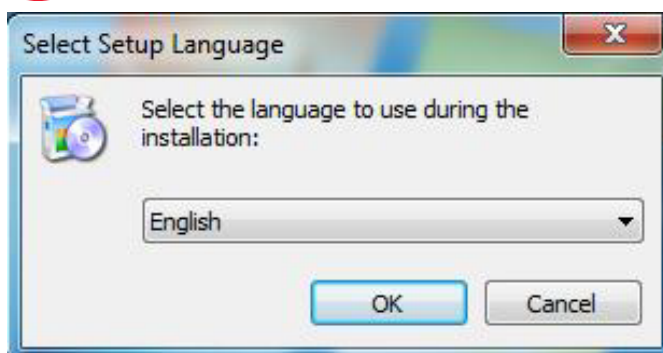 Select Setup Language
Select the language to use during the
installation:
English
OK
Cancel